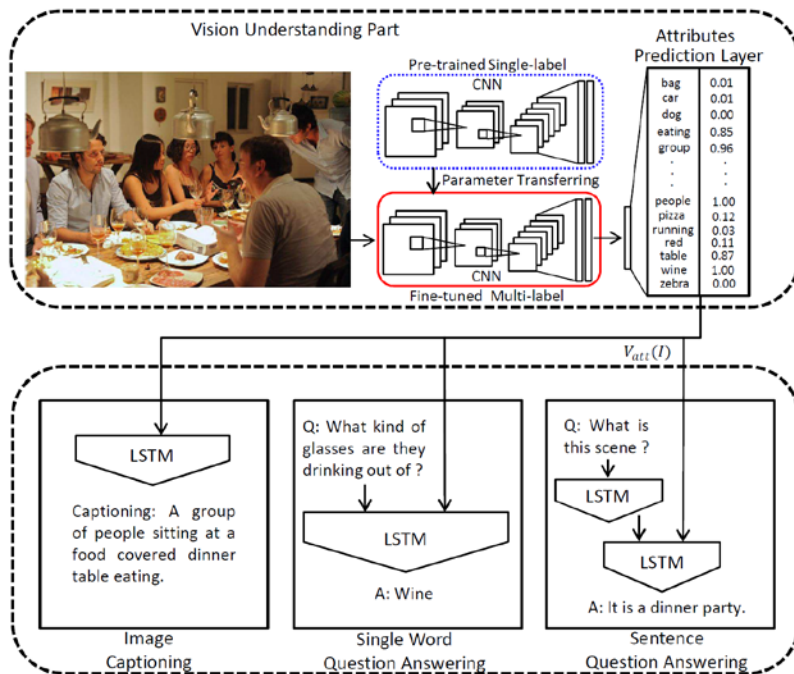 Vision Understanding Part
Attributes
Prediction Layer
Pre-trained Single-label
CNN
Parameter Transferring
CNN
Fine-tuned Multi-label
bag 0.01
car 0.01
dog 0.00
eating 0.85
group 0.96
. .
. .
. .
people 1.00
pizza 0.12
running 0.03
red 0.11
table 0.87
wine 1.00
zebra 0.00
V_att(I)
LSTM
Captioning: A group
of people sitting at a
food covered dinner
table eating.
Image
Captioning
Q: What kind of
glasses are they
drinking out of ?
LSTM
A: Wine
Single Word
Question Answering
Q: What is
this scene ?
LSTM
LSTM
A: It is a dinner party.
Sentence
Question Answering